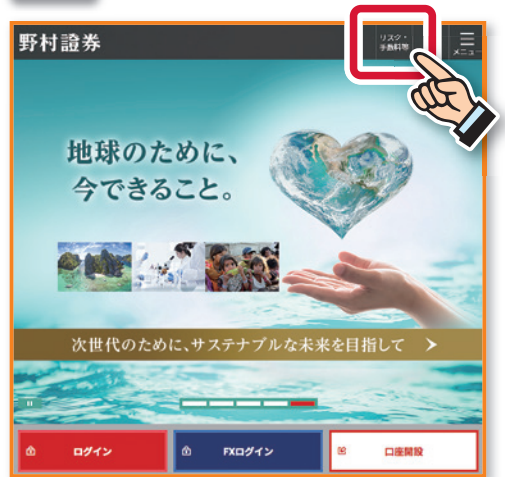 野村證券
リスク・
手数料等
メニュー
地球のために、
今できること。
次世代のために、サステナブルな未来を目指して
ログイン
FXログイン
口座開設